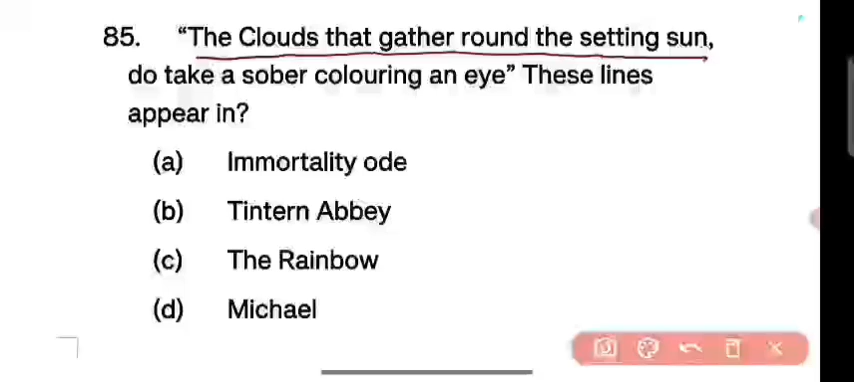 85. “The Clouds that gather round the setting sun,
do take a sober colouring an eye” These lines
appear in?
(a) Immortality ode
(b) Tintern Abbey
(c) The Rainbow
(d) Michael